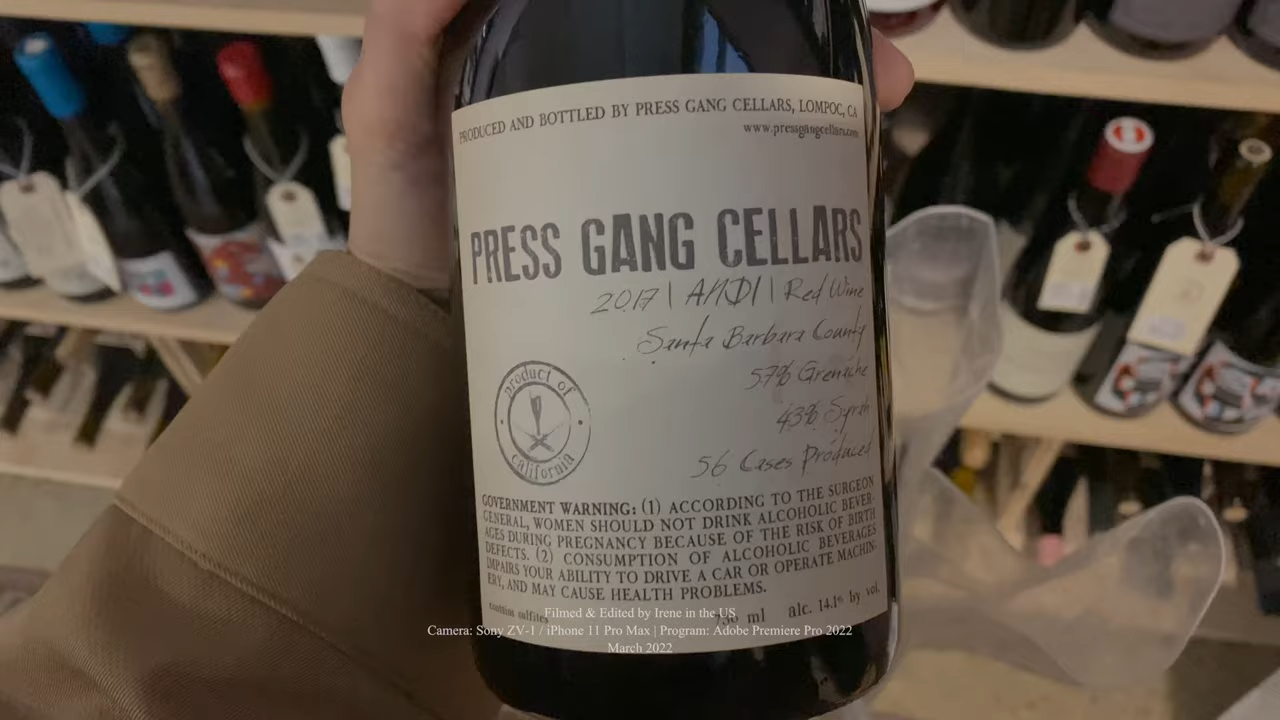 PRODUCED AND BOTTLED BY PRESS GANG CELLARS, LOMPOC, CA
www.pressgangcellars.com
PRESS GANG CELLARS
2017 | ANDI | Red Wine
Santa Barbara County
57% Grenache
43% Syrah
56 Cases Produced
product of
california
GOVERNMENT WARNING: (1) ACCORDING TO THE SURGEON
GENERAL, WOMEN SHOULD NOT DRINK ALCOHOLIC BEVER-
AGES DURING PREGNANCY BECAUSE OF THE RISK OF BIRTH
DEFECTS. (2) CONSUMPTION OF ALCOHOLIC BEVERAGES
IMPAIRS YOUR ABILITY TO DRIVE A CAR OR OPERATE MACHIN-
ERY, AND MAY CAUSE HEALTH PROBLEMS.
contains sulfites 750 ml alc. 14.1% by vol.
Filmed & Edited by Irene in the US
Camera: Sony ZV-1 / iPhone 11 Pro Max | Program: Adobe Premiere Pro 2022
March 2022